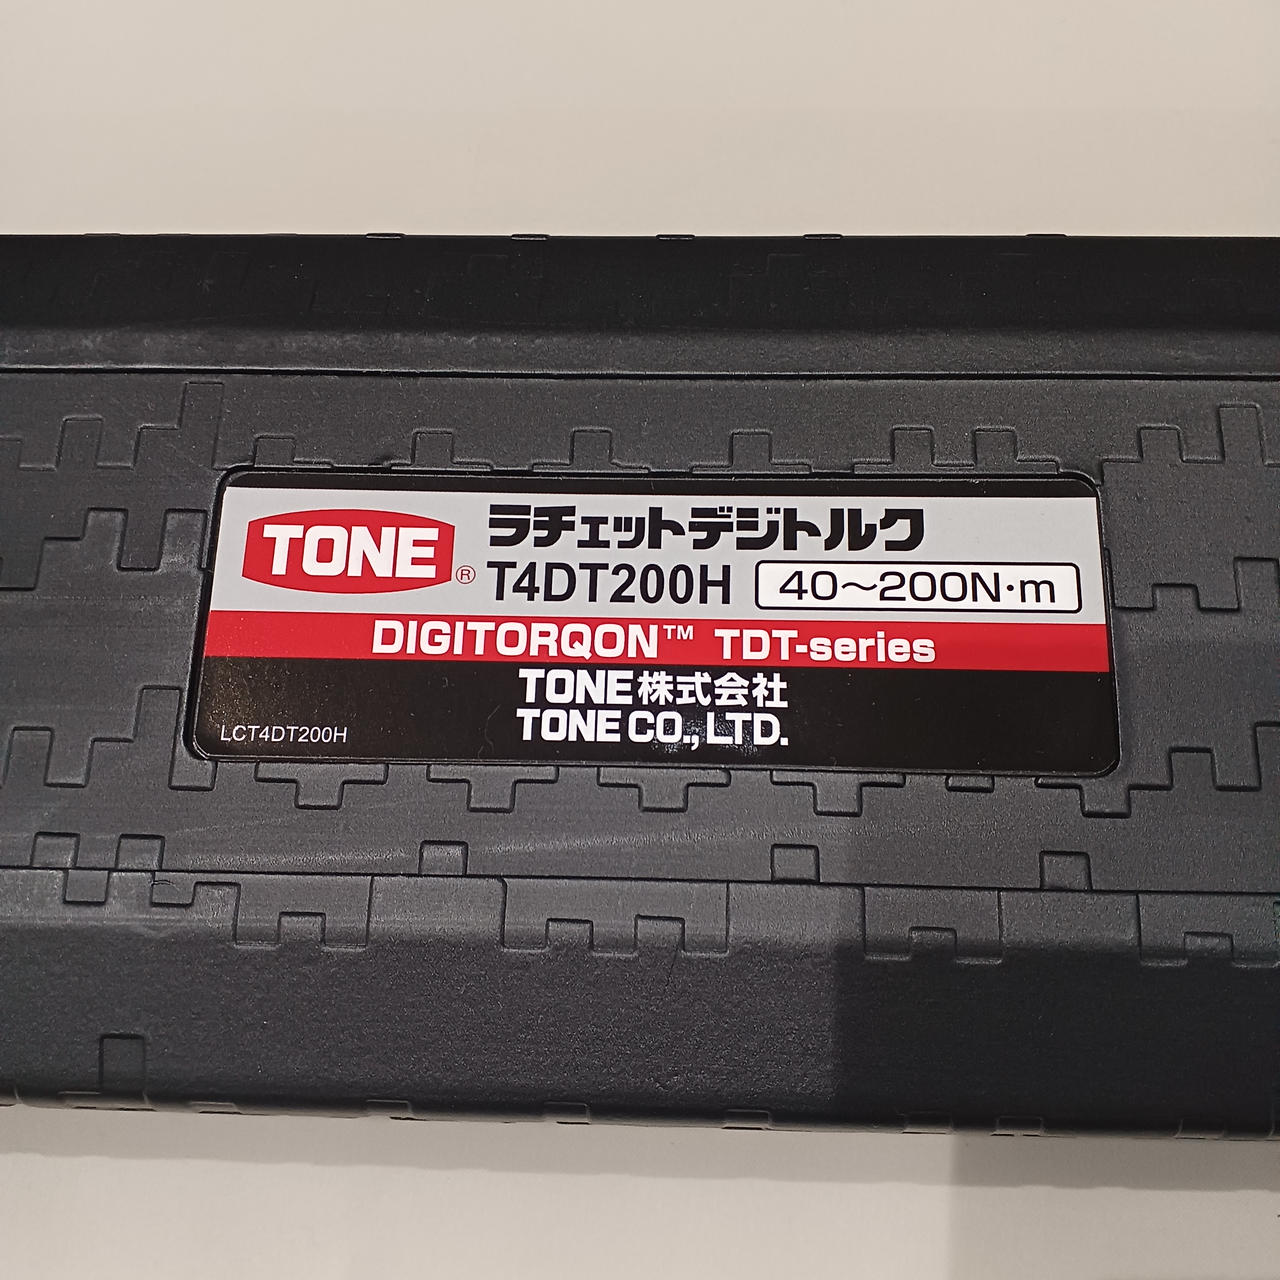 TONE®
ラチェットデジトルク
T4DT200H 40〜200N·m
DIGITORQON™ TDT-series
TONE株式会社
TONE CO., LTD.
LCT4DT200H